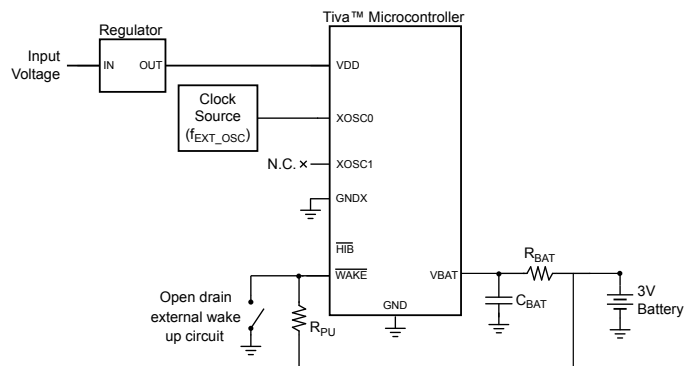 Tiva™ Microcontroller
Regulator
Input
Voltage
IN
OUT
VDD
Clock
Source
(fEXT_OSC)
XOSC0
N.C.
XOSC1
GNDX
HIB
WAKE
VBAT
RBAT
Open drain
external wake
up circuit
RPU
GND
CBAT
3V
Battery